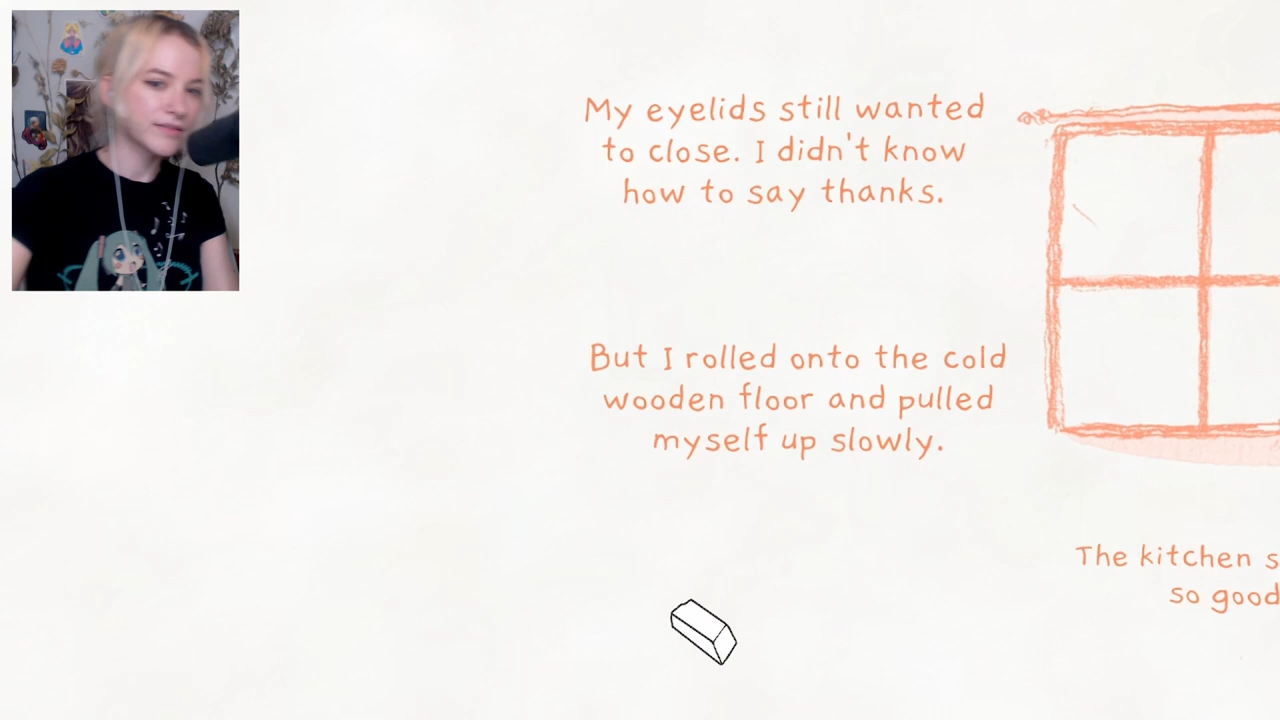 My eyelids still wanted
to close. I didn't know
how to say thanks.
But I rolled onto the cold
wooden floor and pulled
myself up slowly.
The kitchen s
so good